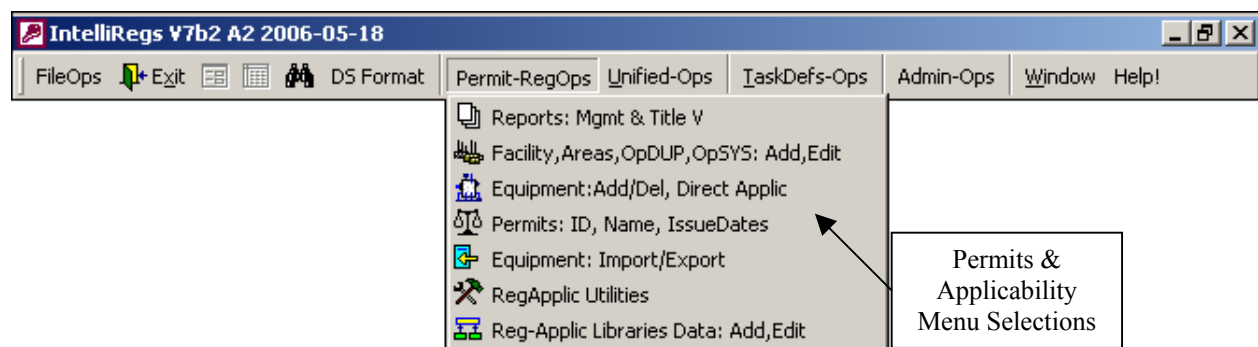 IntelliRegs V7b2 A2 2006-05-18
FileOps Exit DS Format Permit-RegOps Unified-Ops TaskDefs-Ops Admin-Ops Window Help!
Reports: Mgmt & Title V
Facility,Areas,OpDUP,OpSYS: Add,Edit
Equipment:Add/Del, Direct Applic
Permits: ID, Name, IssueDates
Equipment: Import/Export
RegApplic Utilities
Reg-Applic Libraries Data: Add,Edit
Permits &
Applicability
Menu Selections